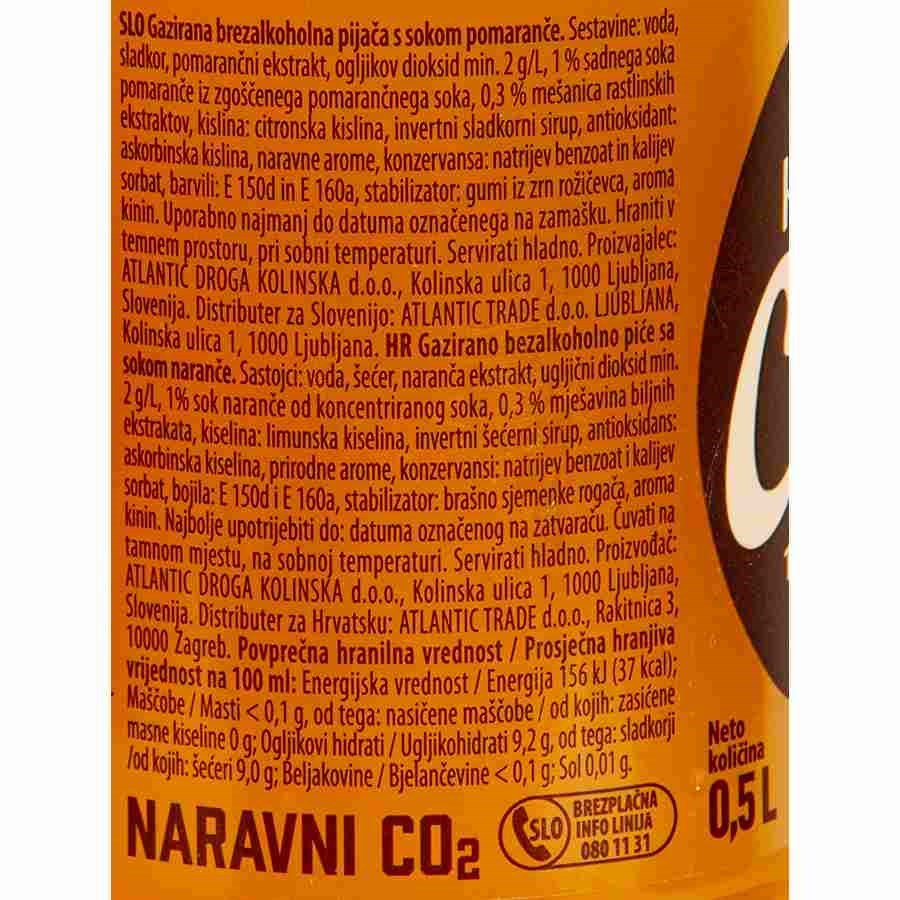 SLO Gazirana brezalkoholna pijača s sokom pomaranče. Sestavine: voda,
sladkor, pomarančni ekstrakt, ogljikov dioksid min. 2 g/L, 1 % sadnega soka
pomaranče iz zgoščenega pomarančnega soka, 0,3 % mešanica rastlinskih
ekstraktov, kislina: citronska kislina, invertni sladkorni sirup, antioksidant:
askorbinska kislina, naravne arome, konzervansa: natrijev benzoat in kalijev
sorbat, barvili: E 150d in E 160a, stabilizator: gumi iz zrn rožičevca, aroma
kinin. Uporabno najmanj do datuma označenega na zamašku. Hraniti v
temnem prostoru, pri sobni temperaturi. Servirati hladno. Proizvajalec:
ATLANTIC DROGA KOLINSKA d.o.o., Kolinska ulica 1, 1000 Ljubljana,
Slovenija. Distributer za Slovenijo: ATLANTIC TRADE d.o.o. LJUBLJANA,
Kolinska ulica 1, 1000 Ljubljana. HR Gazirano bezalkoholno piće sa
sokom naranče. Sastojci: voda, šećer, naranča ekstrakt, ugljični dioksid min.
2 g/L, 1% sok naranče od koncentriranog soka, 0,3 % mješavina biljnih
ekstrakata, kiselina: limunska kiselina, invertni šećerni sirup, antioksidans:
askorbinska kiselina, prirodne arome, konzervansi: natrijev benzoat i kalijev
sorbat, bojila: E 150d i E 160a, stabilizator: brašno sjemenke rogača, aroma
kinin. Najbolje upotrijebiti do: datuma označenog na zatvaraču. Čuvati na
tamnom mjestu, na sobnoj temperaturi. Servirati hladno. Proizvođač:
ATLANTIC DROGA KOLINSKA d.o.o., Kolinska ulica 1, 1000 Ljubljana,
Slovenija. Distributer za Hrvatsku: ATLANTIC TRADE d.o.o., Rakitnica 3,
10000 Zagreb. Povprečna hranilna vrednost / Prosječna hranjiva
vrijednost na 100 ml: Energijska vrednost / Energija 156 kJ (37 kcal);
Maščobe / Masti < 0,1 g, od tega: nasičene maščobe / od kojih: zasićene
masne kiseline 0 g; Ogljikovi hidrati / Ugljikohidrati 9,2 g, od tega: sladkorji
/od kojih: šećeri 9,0 g; Beljakovine / Bjelančevine < 0,1 g; Sol 0,01 g.
NARAVNI CO2
SLO
BREZPLAČNA
INFO LINIJA
080 11 31
Neto
količina
0,5 L